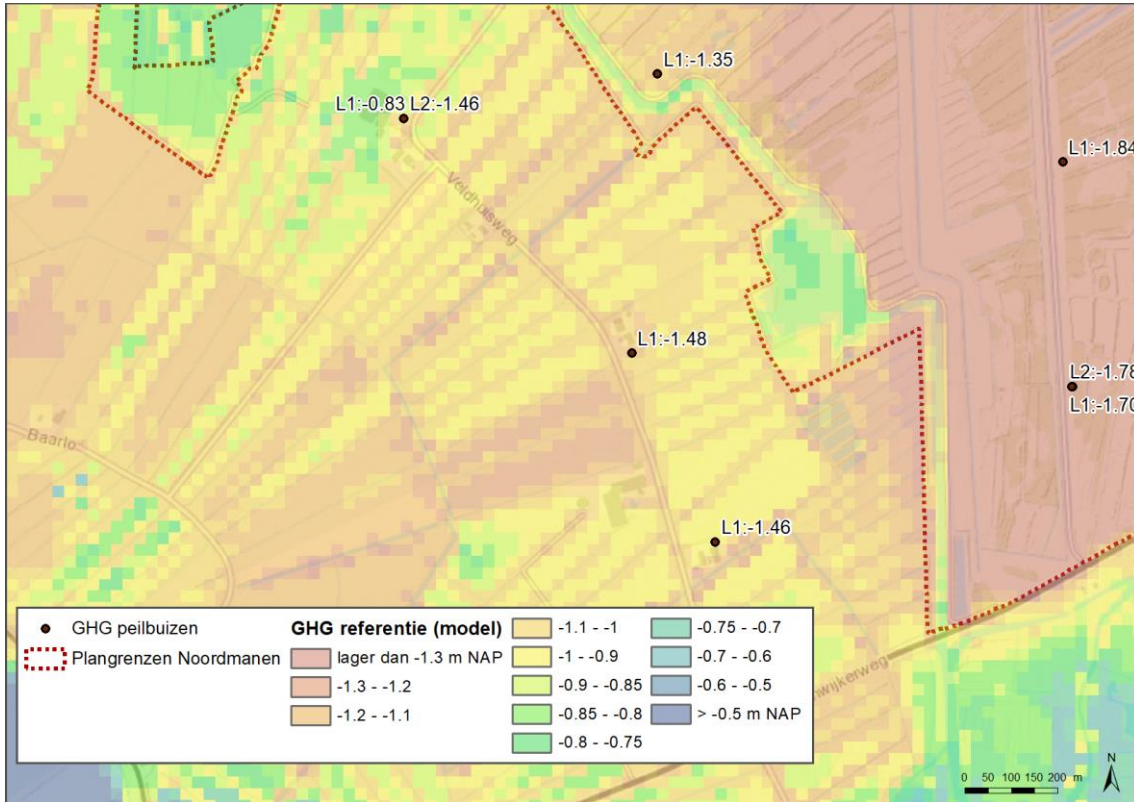 L1:-1.35
L1:-0.83 L2:-1.46
L1:-1.84
Veldhuisweg
L1:-1.48
L2:-1.78
L1:-1.70
Baarlo
L1:-1.46
GHG peilbuizen
Plangrenzen Noordmanen
GHG referentie (model)
lager dan -1.3 m NAP
-1.3 - -1.2
-1.2 - -1.1
-1.1 - -1
-1 - -0.9
-0.9 - -0.85
-0.85 - -0.8
-0.8 - -0.75
-0.75 - -0.7
-0.7 - -0.6
-0.6 - -0.5
> -0.5 m NAP
nwijkerweg
0 50 100 150 200 m
N